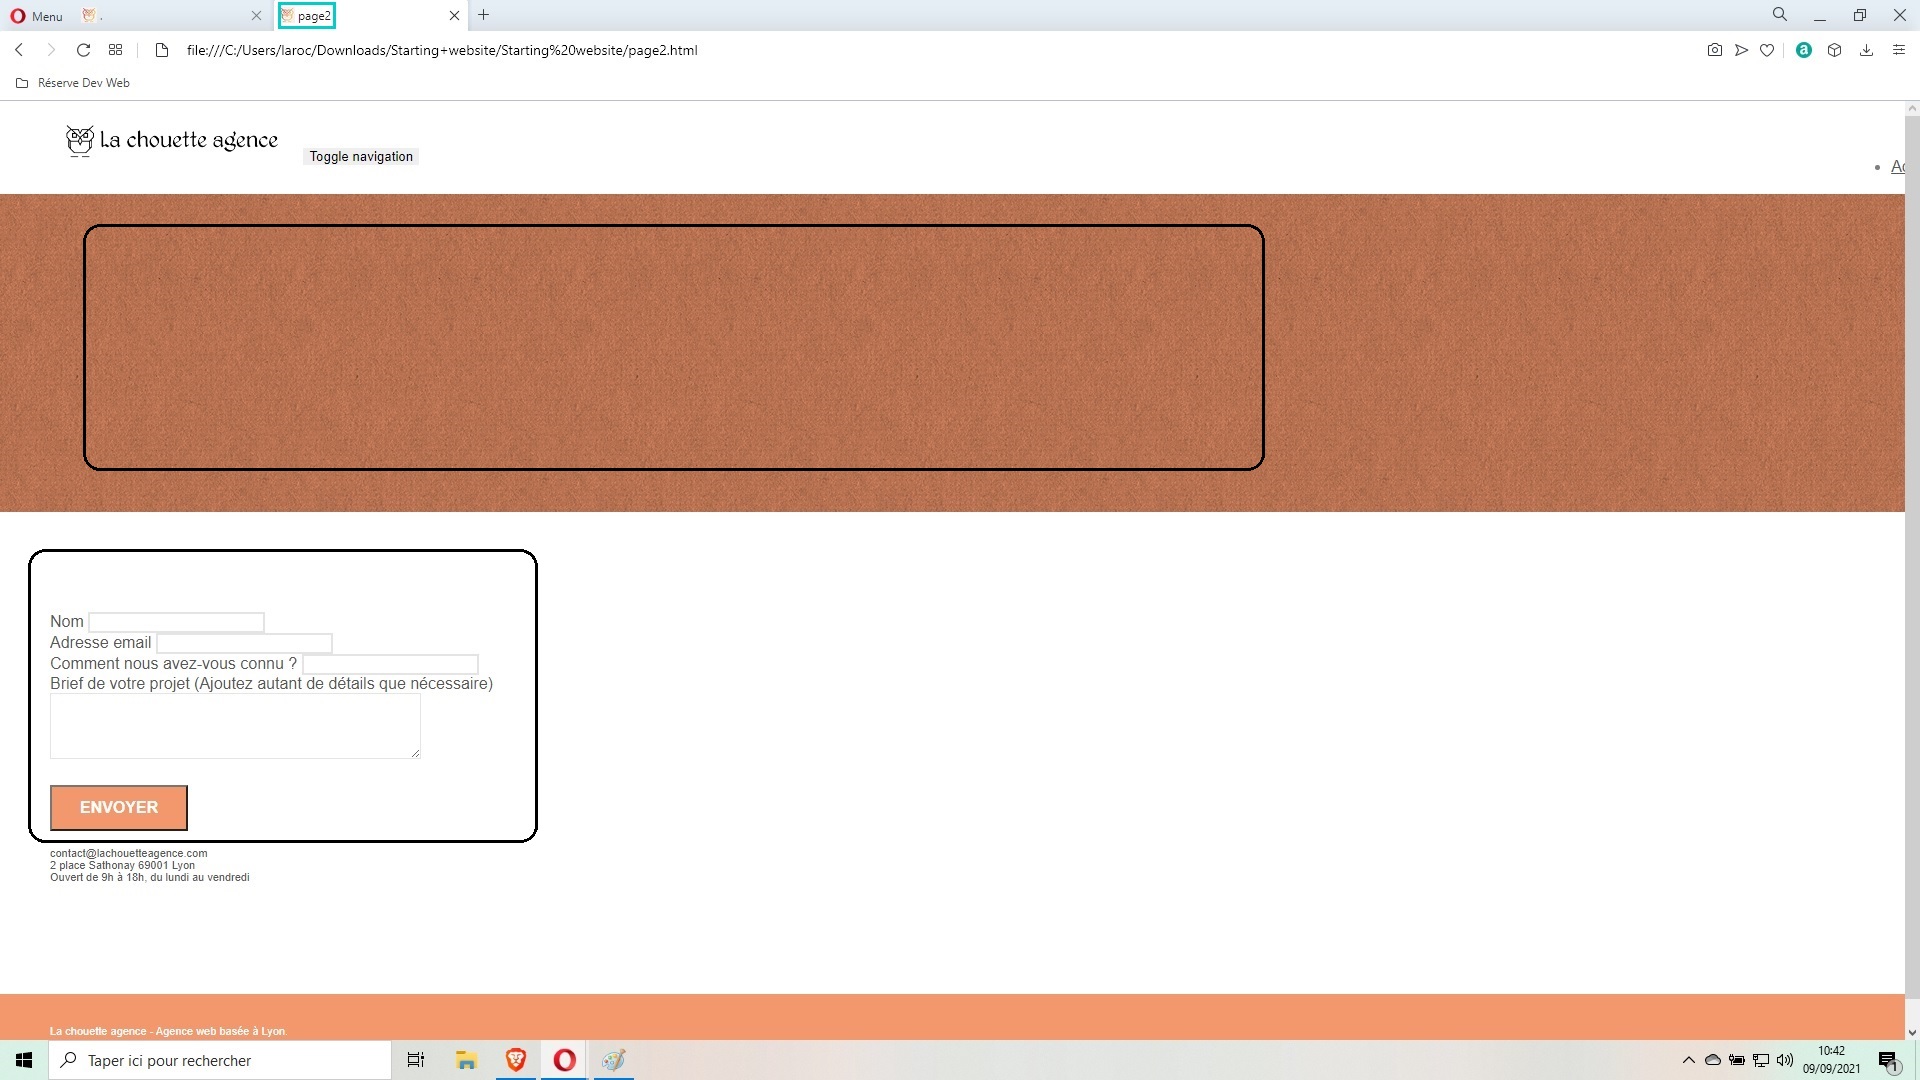 Menu
.
page2
file:///C:/Users/laroc/Downloads/Starting+website/Starting%20website/page2.html
a
Réserve Dev Web
La chouette agence
Toggle navigation
Nom
Adresse email
Comment nous avez-vous connu ?
Brief de votre projet (Ajoutez autant de détails que nécessaire)
ENVOYER
contact@lachouetteagence.com
2 place Sathonay 69001 Lyon
Ouvert de 9h à 18h, du lundi au vendredi
La chouette agence - Agence web basée à Lyon
Taper ici pour rechercher
10:42
09/09/2021
1